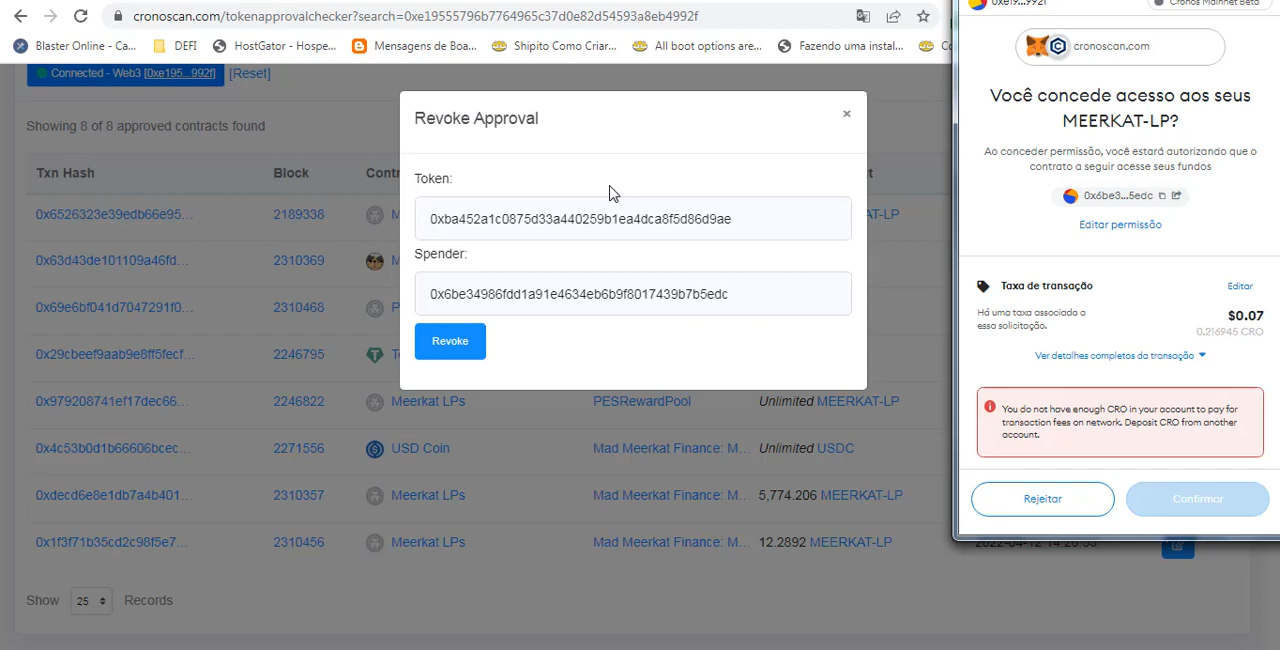 cronoscan.com/tokenapprovalchecker?search=0xe19555796b7764965c37d0e82d54593a8eb4992f
Blaster Online - Ca...
DEFI
HostGator - Hospe...
Mensagens de Boa...
Shipito Como Criar...
All boot options are...
Fazendo uma instal...
Connected - Web3 [0xe195...992f]
[Reset]
Showing 8 of 8 approved contracts found
Txn Hash Block
0x6526323e39edb66e95... 2189338
0x63d43de101109a46fd... 2310369
0x69e6bf041d7047291f0... 2310468
0x29cbeef9aab9e8ff5fecf... 2246795
0x979208741ef17dec66... 2246822 Meerkat LPs PESRewardPool Unlimited MEERKAT-LP
0x4c53b0d1b66606bcec... 2271556 USD Coin Mad Meerkat Finance: M... Unlimited USDC
0xdecd6e8e1db7a4b401... 2310357 Meerkat LPs Mad Meerkat Finance: M... 5,774.206 MEERKAT-LP
0x1f3f71b35cd2c98f5e7... 2310456 Meerkat LPs Mad Meerkat Finance: M... 12.2892 MEERKAT-LP
Show 25 Records
Revoke Approval
×
Token:
0xba452a1c0875d33a440259b1ea4dca8f5d86d9ae
Spender:
0x6be34986fdd1a91e4634eb6b9f8017439b7b5edc
Revoke
Cronos Mainnet Beta
cronoscan.com
Você concede acesso aos seus
MEERKAT-LP?
Ao conceder permissão, você estará autorizando que o
contrato a seguir acesse seus fundos
0x6be3...5edc
Editar permissão
Taxa de transação
Editar
Há uma taxa associada a
essa solicitação.
$0.07
0.216945 CRO
Ver detalhes completos da transação
You do not have enough CRO in your account to pay for
transaction fees on network. Deposit CRO from another
account.
Rejeitar
Confirmar